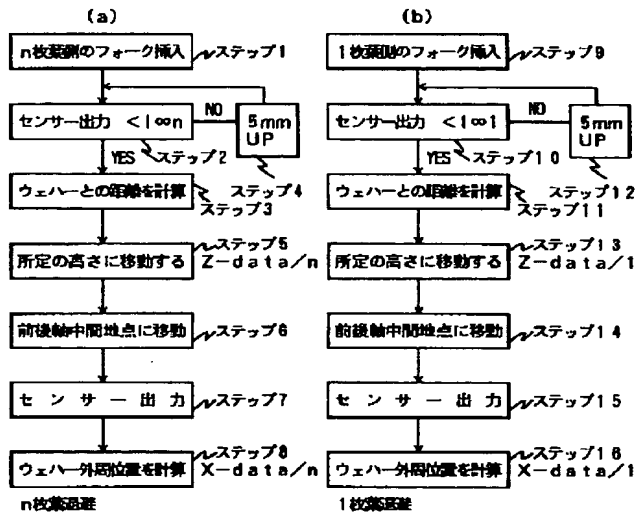 (a)
n枚葉側のフォーク挿入
ステップ1
センサー出力 <I∞n
NO
5mm
UP
YES
ステップ2
ステップ4
ウェハーとの距離を計算
ステップ3
ステップ5
所定の高さに移動する
Z-data/n
前後軸中間地点に移動
ステップ6
センサー出力
ステップ7
ステップ8
ウェハー外周位置を計算
X-data/n
n枚葉退避
(b)
1枚葉側のフォーク挿入
ステップ9
センサー出力 <I∞1
NO
5mm
UP
YES
ステップ10
ステップ12
ウェハーとの距離を計算
ステップ11
ステップ13
所定の高さに移動する
Z-data/1
前後軸中間地点に移動
ステップ14
センサー出力
ステップ15
ステップ16
ウェハー外周位置を計算
X-data/1
1枚葉退避